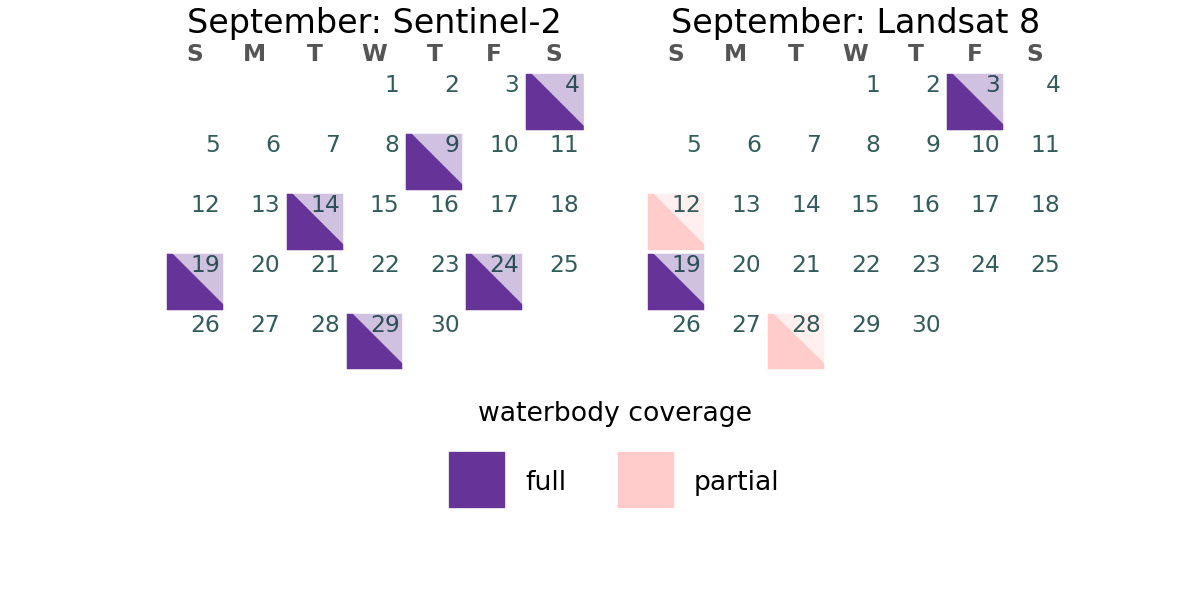 September: Sentinel-2
S M T W T F S
1 2 3 4
5 6 7 8 9 10 11
12 13 14 15 16 17 18
19 20 21 22 23 24 25
26 27 28 29 30
September: Landsat 8
S M T W T F S
1 2 3 4
5 6 7 8 9 10 11
12 13 14 15 16 17 18
19 20 21 22 23 24 25
26 27 28 29 30
waterbody coverage
full
partial